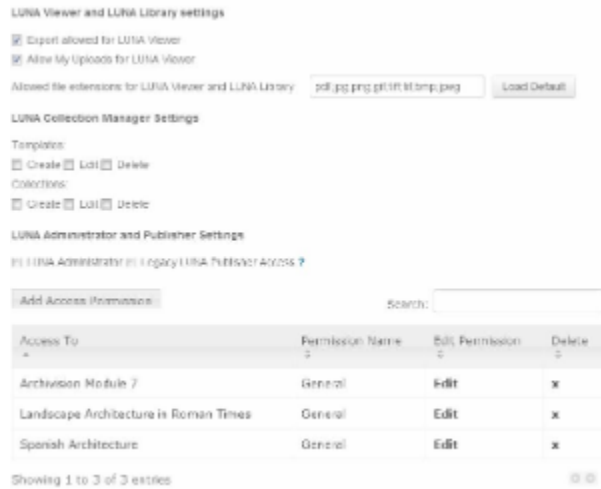 LUNA Viewer and LUNA Library settings
Export allowed for LUNA Viewer
Allow My Uploads for LUNA Viewer
Allowed file extensions for LUNA Viewer and LUNA Library
Load Default
LUNA Collection Manager Settings
Templates:
Create Edit Delete
Collections:
Create Edit Delete
LUNA Administrator and Publisher Settings
LUNA Administrator Legacy LUNA Publisher Access ?
Add Access Permission Search:
Access To Permission Name Edit Permission Delete
Archivision Module 7 General Edit x
Landscape Architecture in Roman Times General Edit x
Spanish Architecture General Edit x
Showing 1 to 3 of 3 entries